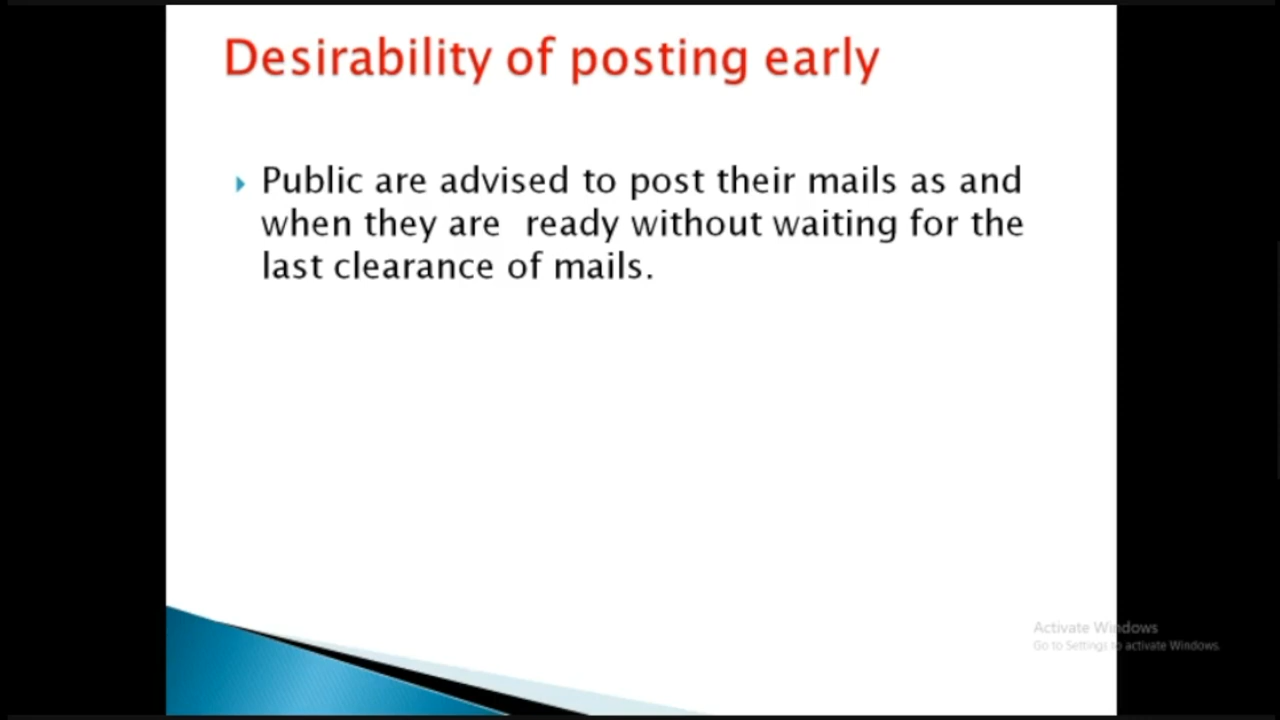 Desirability of posting early
Public are advised to post their mails as and
when they are  ready without waiting for the
last clearance of mails.
Activate Windows
Go to Settings to activate Windows.